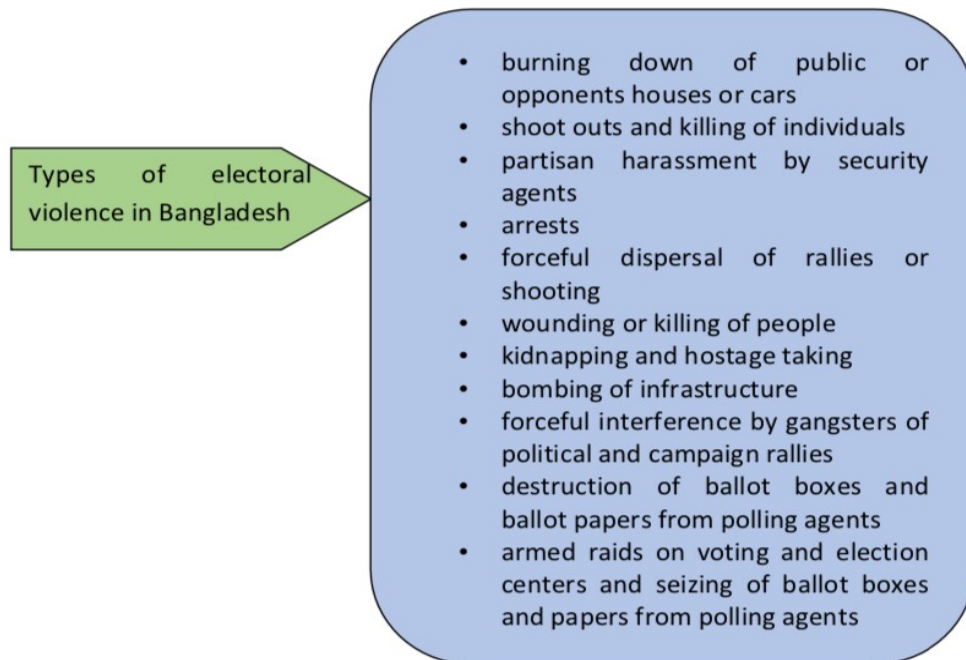 Types of electoral
violence in Bangladesh
• burning down of public or
opponents houses or cars
• shoot outs and killing of individuals
• partisan harassment by security
agents
• arrests
• forceful dispersal of rallies or
shooting
• wounding or killing of people
• kidnapping and hostage taking
• bombing of infrastructure
• forceful interference by gangsters of
political and campaign rallies
• destruction of ballot boxes and
ballot papers from polling agents
• armed raids on voting and election
centers and seizing of ballot boxes
and papers from polling agents